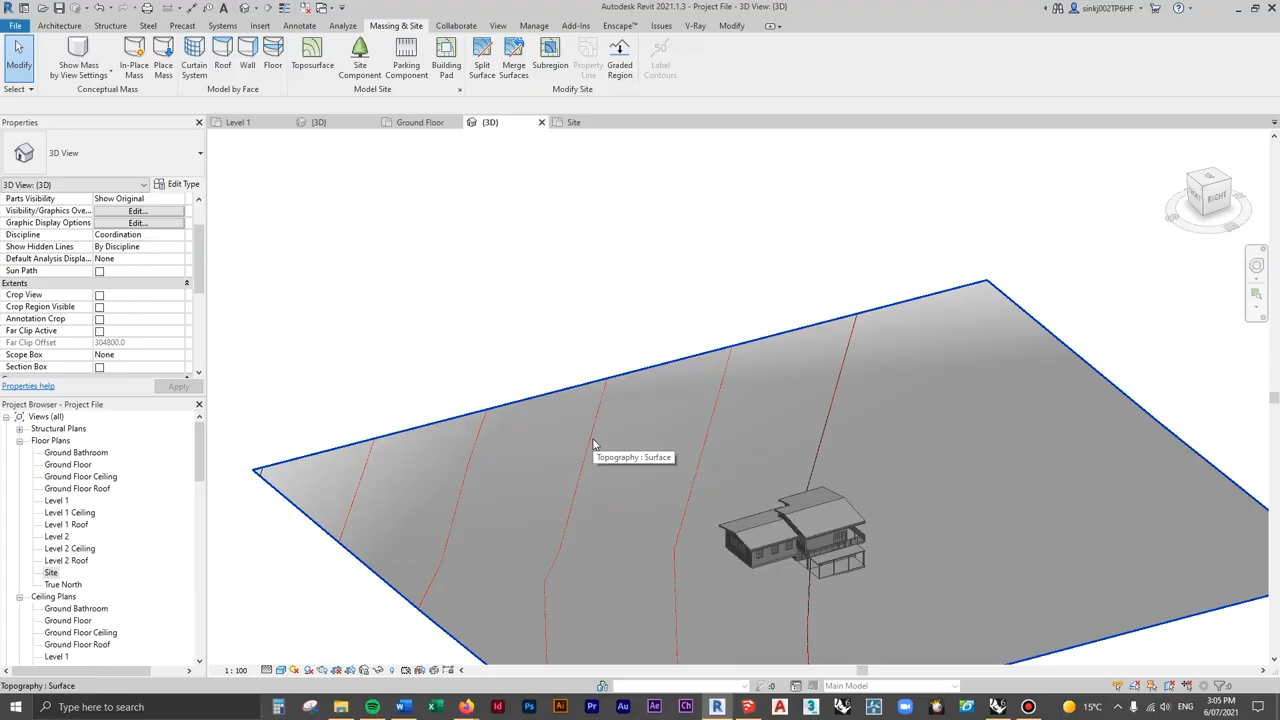 Autodesk Revit 2021.1.3 - Project File - 3D View: {3D}
sinkj002TP6HF
File Architecture Structure Steel Precast Systems Insert Annotate Analyze Massing & Site Collaborate View Manage Add-Ins Enscape™ Issues V-Ray Modify
Modify
Show Mass by View Settings
In-Place Mass
Place Mass
Curtain System
Roof
Wall
Floor
Toposurface
Site Component
Parking Component
Building Pad
Split Surface
Merge Surfaces
Subregion
Property Line
Graded Region
50
Label Contours
Select Conceptual Mass Model by Face Model Site Modify Site
Properties
Level 1 {3D} Ground Floor {3D} Site
3D View
3D View: {3D} Edit Type
Parts Visibility Show Original
Visibility/Graphics Ove... Edit...
Graphic Display Options Edit...
Discipline Coordination
Show Hidden Lines By Discipline
Default Analysis Displa... None
Sun Path
Extents
Crop View
Crop Region Visible
Annotation Crop
Far Clip Active
Far Clip Offset 304800.0
Scope Box None
Section Box
Properties help Apply
RIGHT
Topography : Surface
Project Browser - Project File
Views (all)
Structural Plans
Floor Plans
Ground Bathroom
Ground Floor
Ground Floor Ceiling
Ground Floor Roof
Level 1
Level 1 Ceiling
Level 1 Roof
Level 2
Level 2 Ceiling
Level 2 Roof
Site
True North
Ceiling Plans
Ground Bathroom
Ground Floor
Ground Floor Ceiling
Ground Floor Roof
Level 1
1 : 100
Topography : Surface
:0 Main Model :0
Type here to search
15°C ENG 3:05 PM
6/07/2021